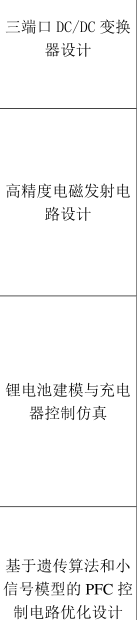 三端口 DC/DC 变换
器设计
高精度电磁发射电
路设计
锂电池建模与充电
器控制仿真
基于遗传算法和小
信号模型的 PFC 控
制电路优化设计